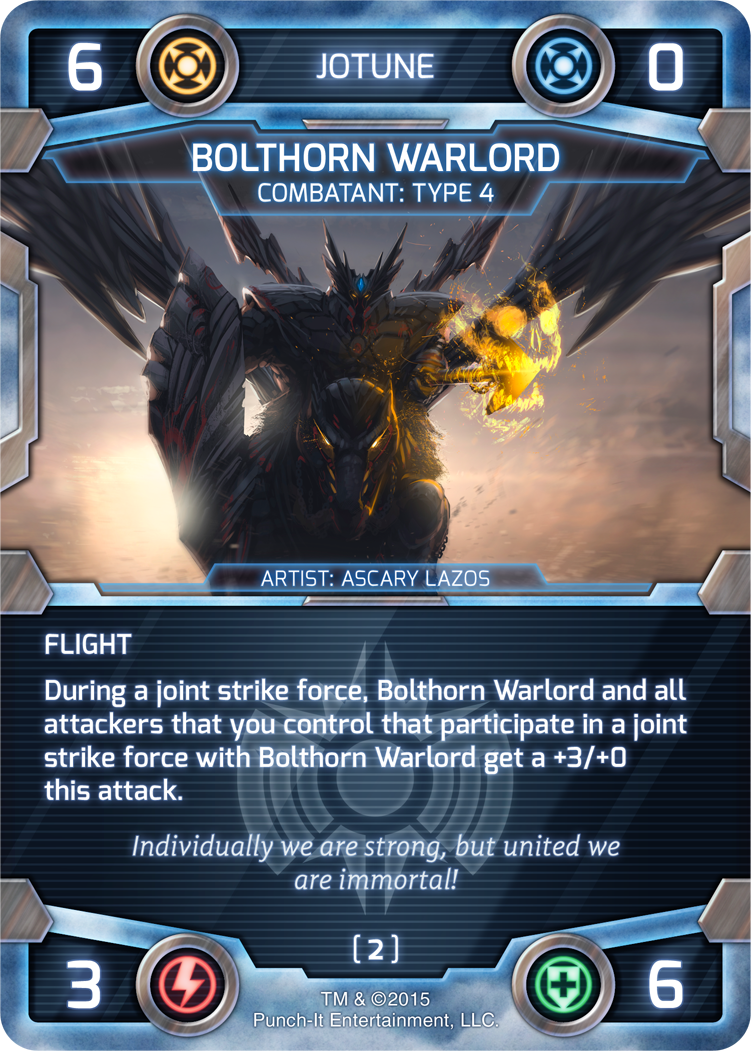 6 JOTUNE 0
BOLTHORN WARLORD
COMBATANT: TYPE 4
ARTIST: ASCARY LAZOS
FLIGHT
During a joint strike force, Bolthorn Warlord and all
attackers that you control that participate in a joint
strike force with Bolthorn Warlord get a +3/+0
this attack.
Individually we are strong, but united we
are immortal!
[2]
3 6
TM & ©2015
Punch-It Entertainment, LLC.